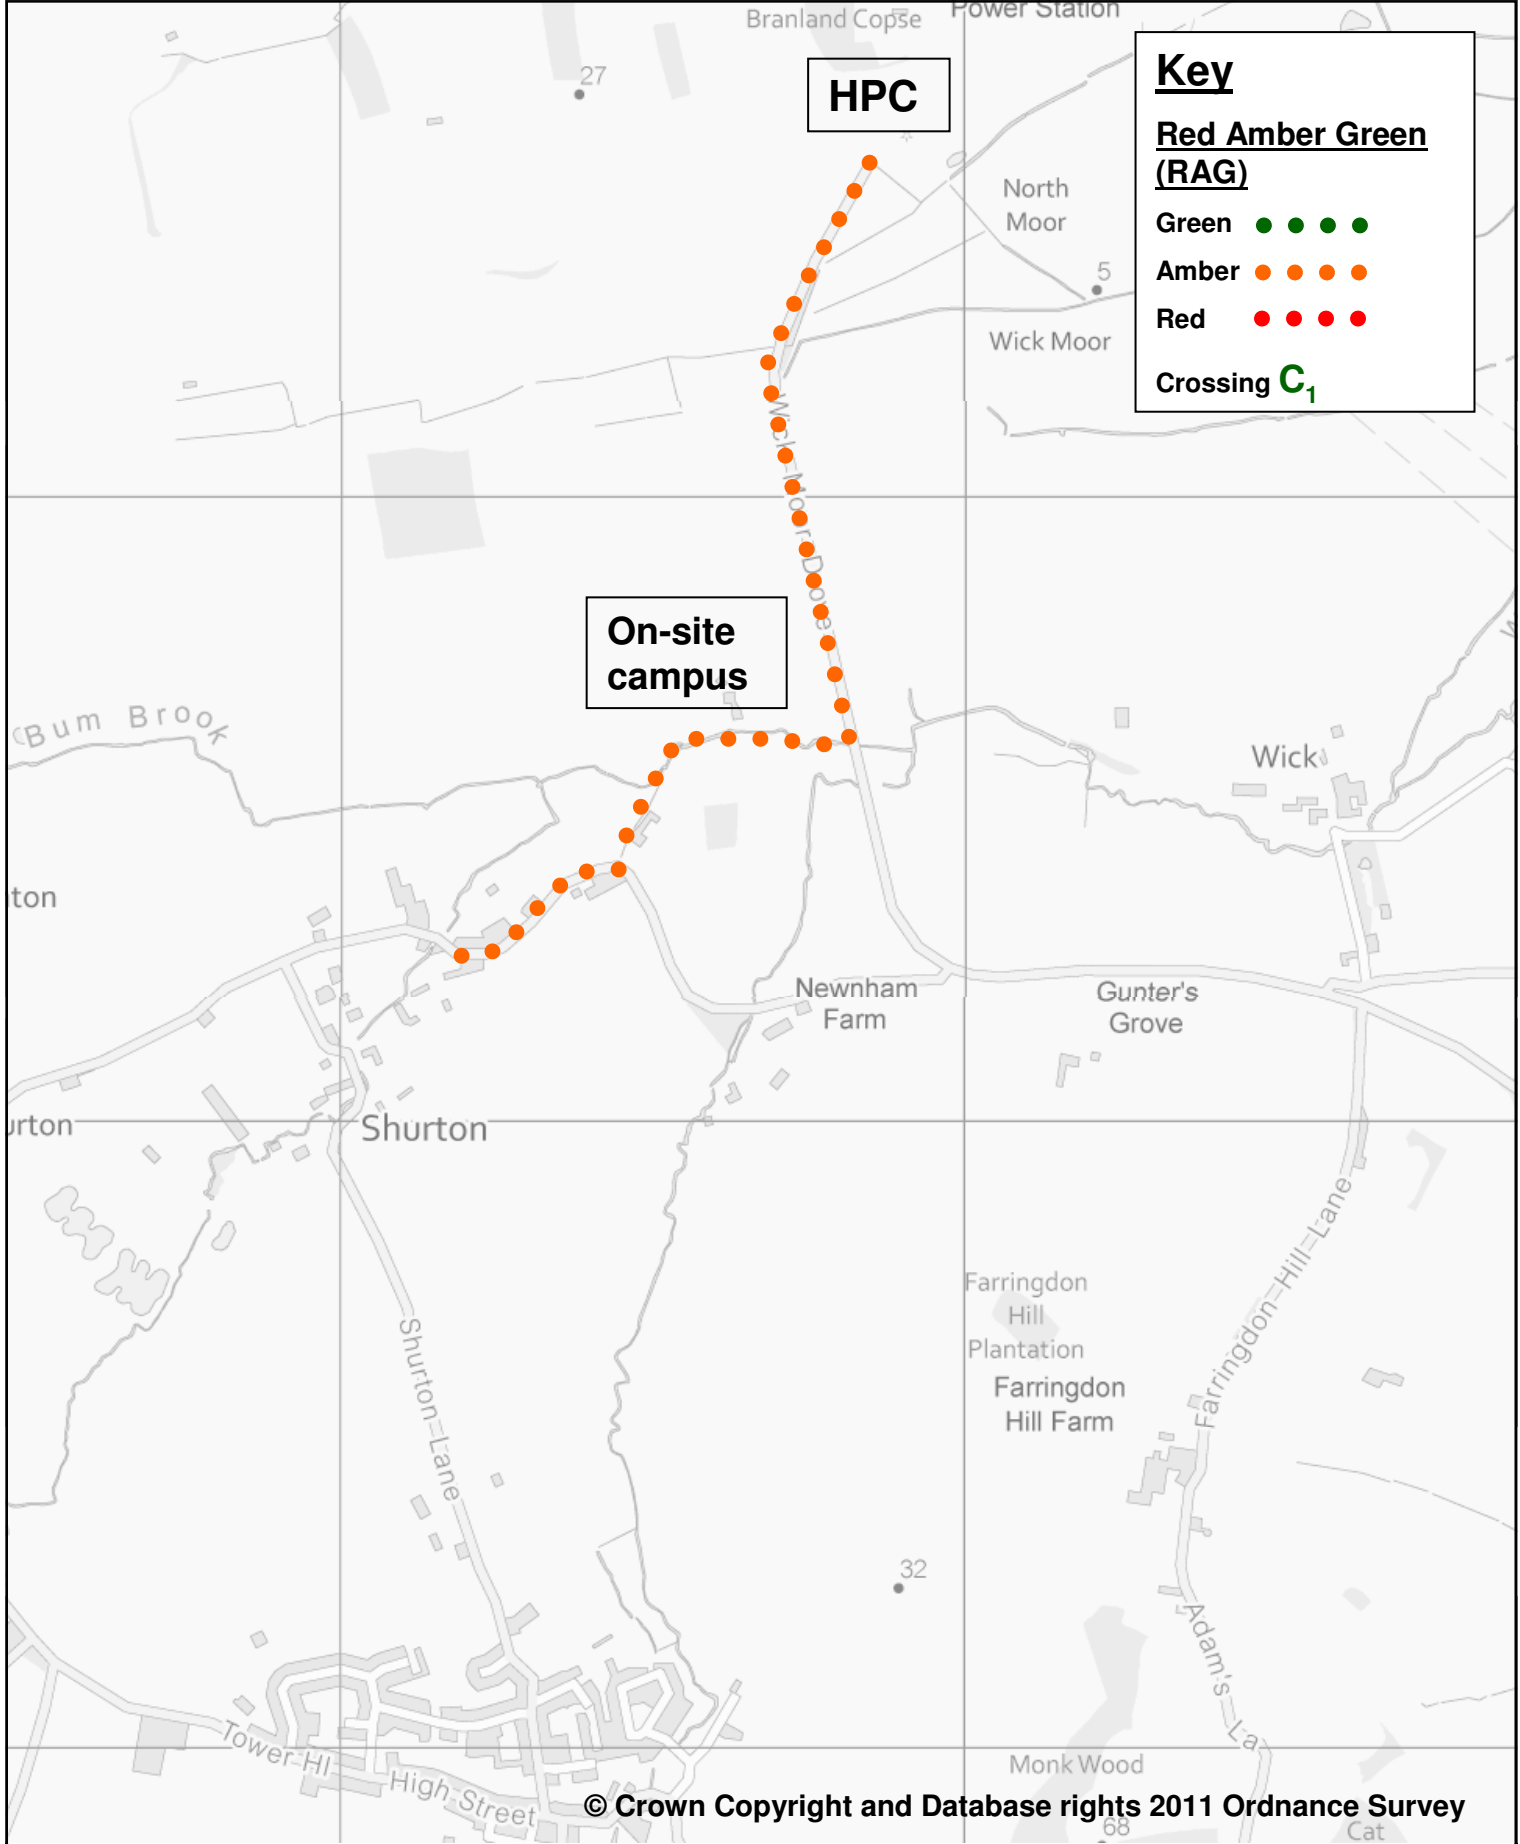 Branland Copse
Power Station
HPC
Key
Red Amber Green
(RAG)
Green
Amber
Red
Crossing C1
27
North
Moor
5
Wick Moor
Wick Moor Drove
On-site
campus
Bum Brook
Wick
ton
Newnham
Farm
Gunter's
Grove
urton
Shurton
Farringdon
Hill
Plantation
Farringdon
Hill Farm
Farringdon Hill Lane
Shurton Lane
32
Adam's La
Tower Hl
High Street
Monk Wood
© Crown Copyright and Database rights 2011 Ordnance Survey
68
Cat